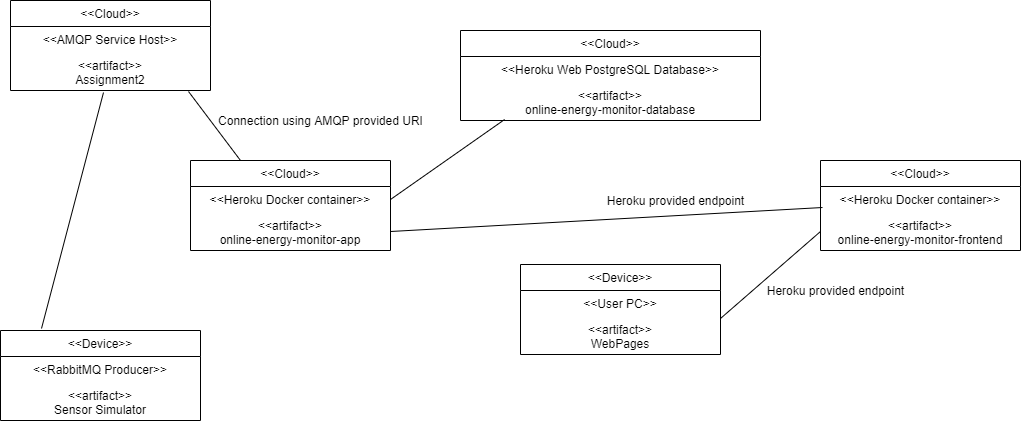 <<Cloud>>
<<AMQP Service Host>>
<<artifact>>
Assignment2
<<Cloud>>
<<Heroku Web PostgreSQL Database>>
<<artifact>>
online-energy-monitor-database
Connection using AMQP provided URI
<<Cloud>>
<<Heroku Docker container>>
<<artifact>>
online-energy-monitor-app
Heroku provided endpoint
<<Cloud>>
<<Heroku Docker container>>
<<artifact>>
online-energy-monitor-frontend
Heroku provided endpoint
<<Device>>
<<User PC>>
<<artifact>>
WebPages
<<Device>>
<<RabbitMQ Producer>>
<<artifact>>
Sensor Simulator